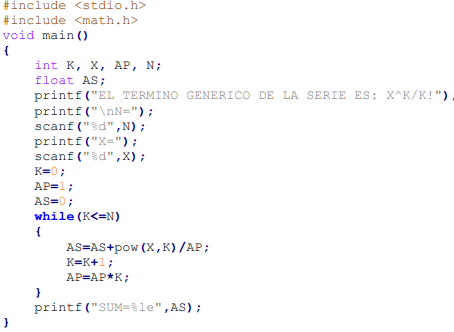 #include <stdio.h>
#include <math.h>
void main()
{
    int K, X, AP, N;
    float AS;
    printf("EL TERMINO GENERICO DE LA SERIE ES: X^K/K!"),
    printf("\nN=");
    scanf("%d",N);
    printf("X=");
    scanf("%d",X);
    K=0;
    AP=1;
    AS=0;
    while(K<=N)
    {
        AS=AS+pow(X,K)/AP;
        K=K+1;
        AP=AP*K;
    }
    printf("SUM=%le",AS);
}